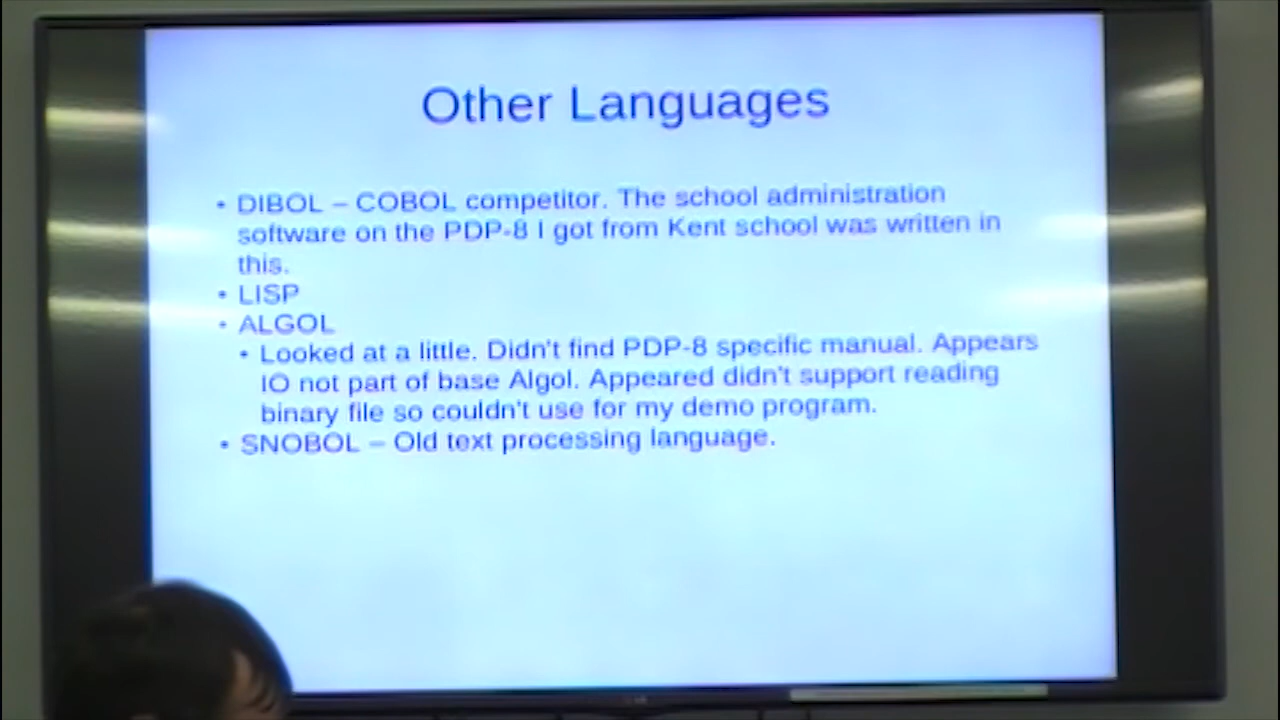 Other Languages
• DIBOL – COBOL competitor. The school administration
software on the PDP-8 I got from Kent school was written in
this.
• LISP
• ALGOL
• Looked at a little. Didn't find PDP-8 specific manual. Appears
IO not part of base Algol. Appeared didn't support reading
binary file so couldn't use for my demo program.
• SNOBOL – Old text processing language.